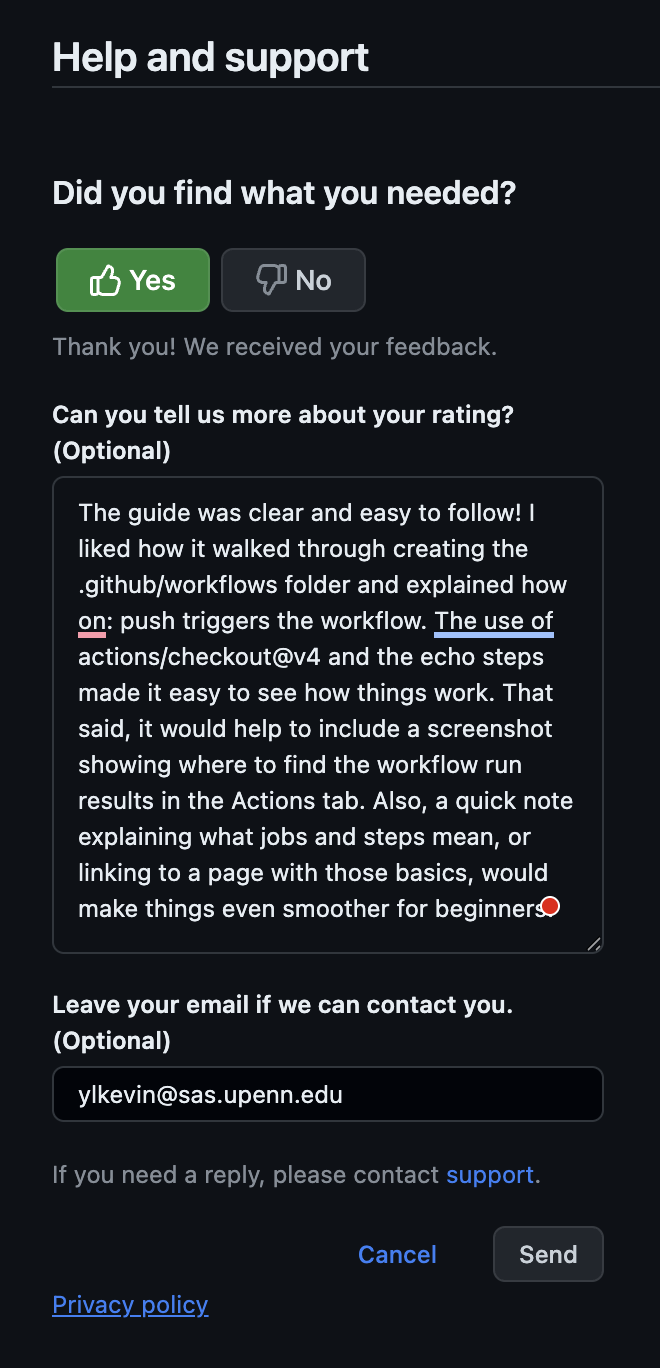 Help and support
Did you find what you needed?
Yes
No
Thank you! We received your feedback.
Can you tell us more about your rating?
(Optional)
The guide was clear and easy to follow! I
liked how it walked through creating the
.github/workflows folder and explained how
on: push triggers the workflow. The use of
actions/checkout@v4 and the echo steps
made it easy to see how things work. That
said, it would help to include a screenshot
showing where to find the workflow run
results in the Actions tab. Also, a quick note
explaining what jobs and steps mean, or
linking to a page with those basics, would
make things even smoother for beginners.
Leave your email if we can contact you.
(Optional)
ylkevin@sas.upenn.edu
If you need a reply, please contact support.
Cancel
Send
Privacy policy